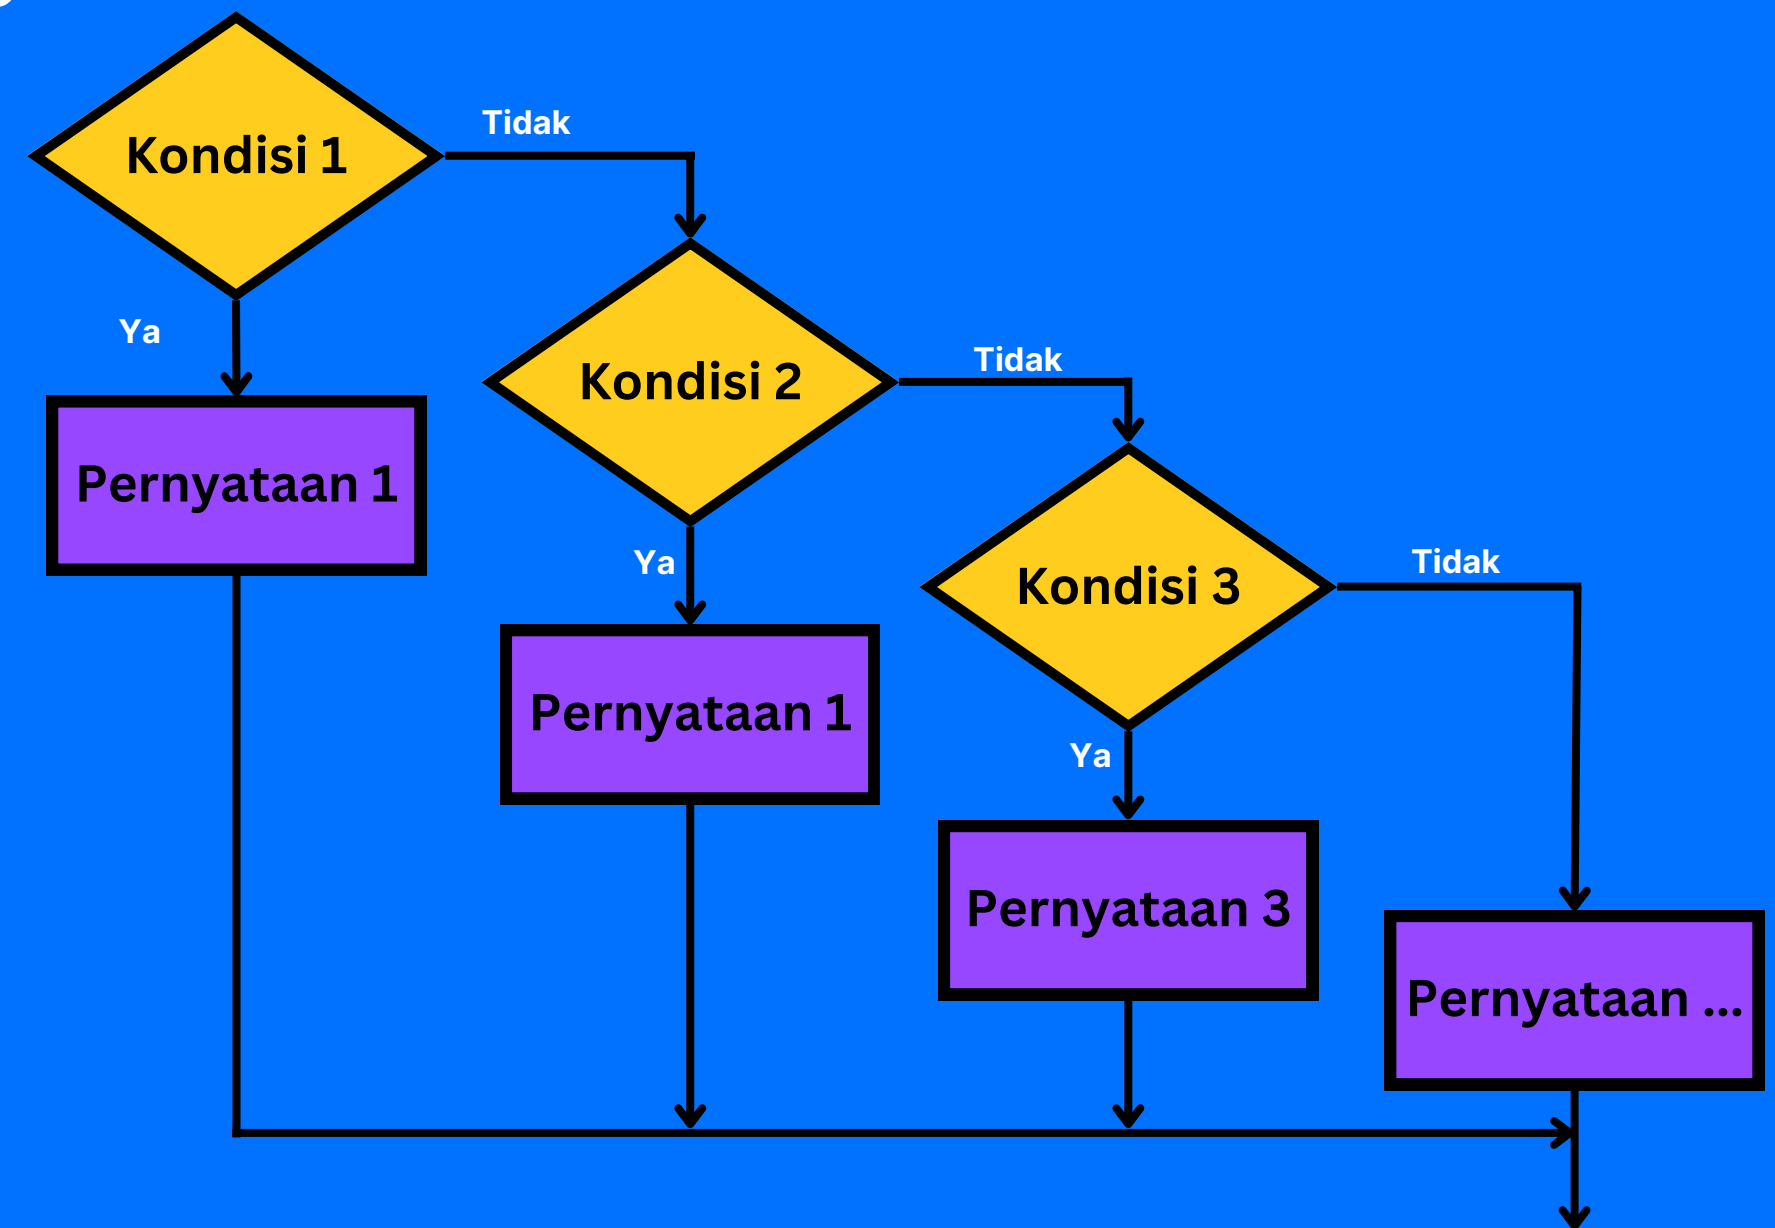 Kondisi 1
Tidak
Ya
Kondisi 2
Tidak
Pernyataan 1
Ya
Kondisi 3
Tidak
Pernyataan 1
Ya
Pernyataan 3
Pernyataan ...